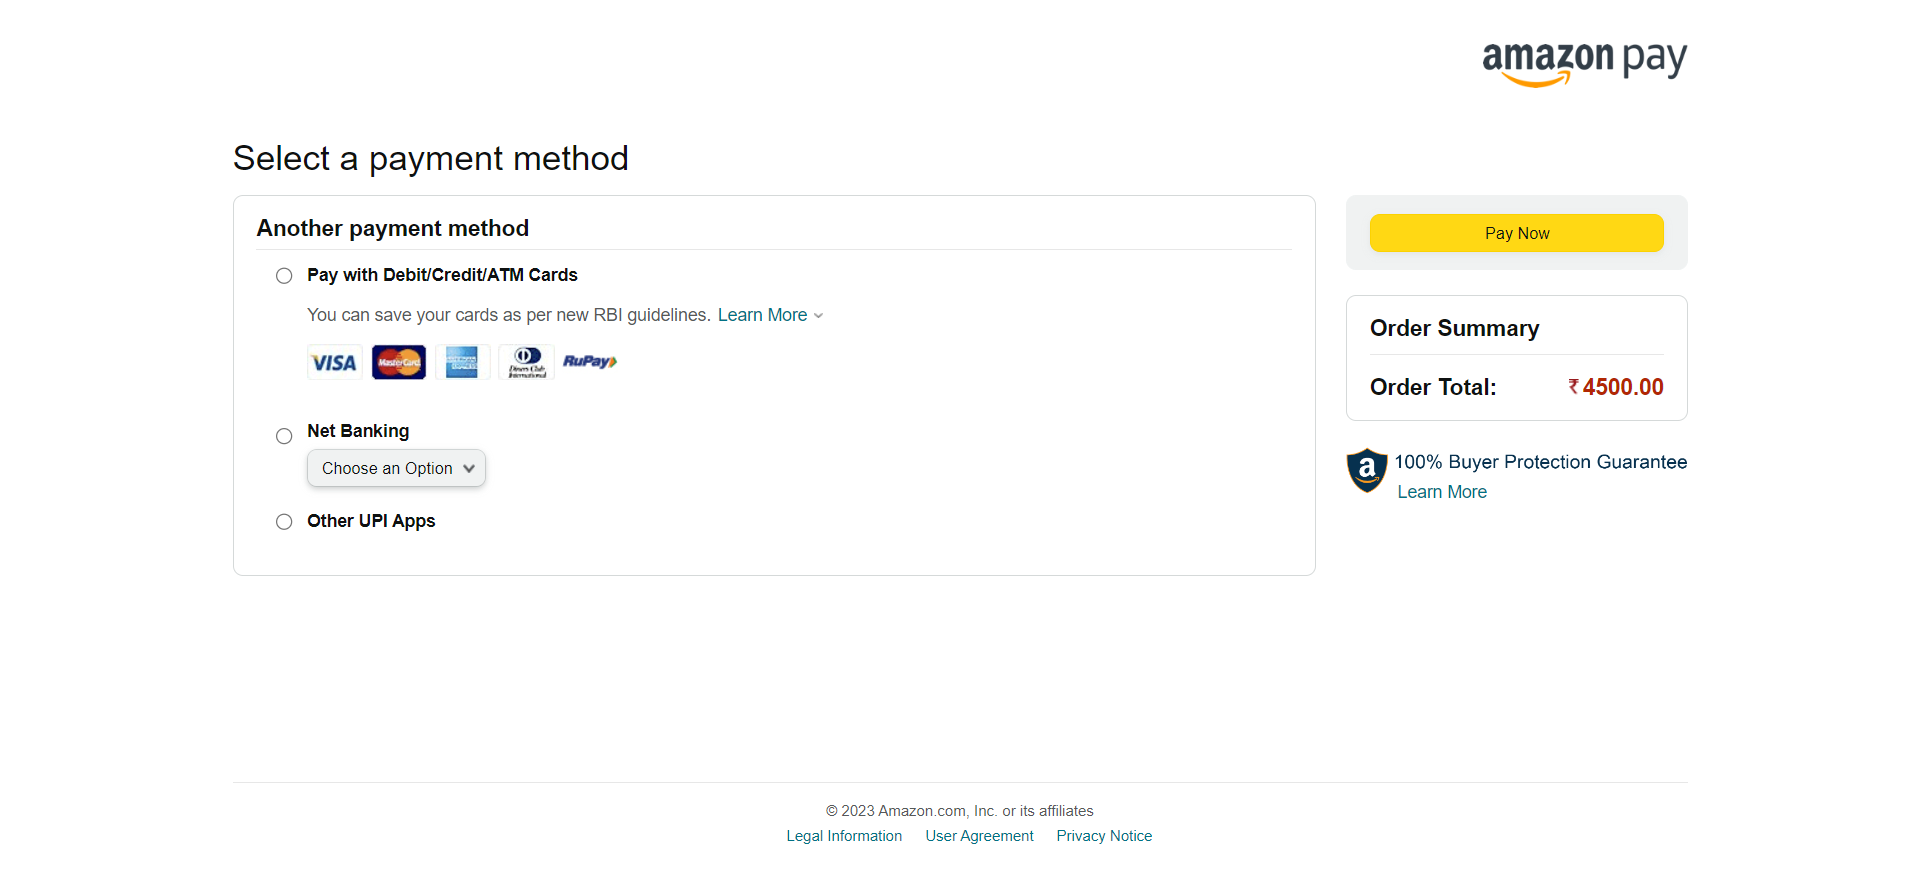 amazon pay
Select a payment method
Another payment method
Pay with Debit/Credit/ATM Cards
You can save your cards as per new RBI guidelines. Learn More
VISA MasterCard AMERICAN EXPRESS Diners Club International RuPay
Net Banking
Choose an Option
Other UPI Apps
Pay Now
Order Summary
Order Total: ₹4500.00
a 100% Buyer Protection Guarantee
Learn More
© 2023 Amazon.com, Inc. or its affiliates
Legal Information User Agreement Privacy Notice